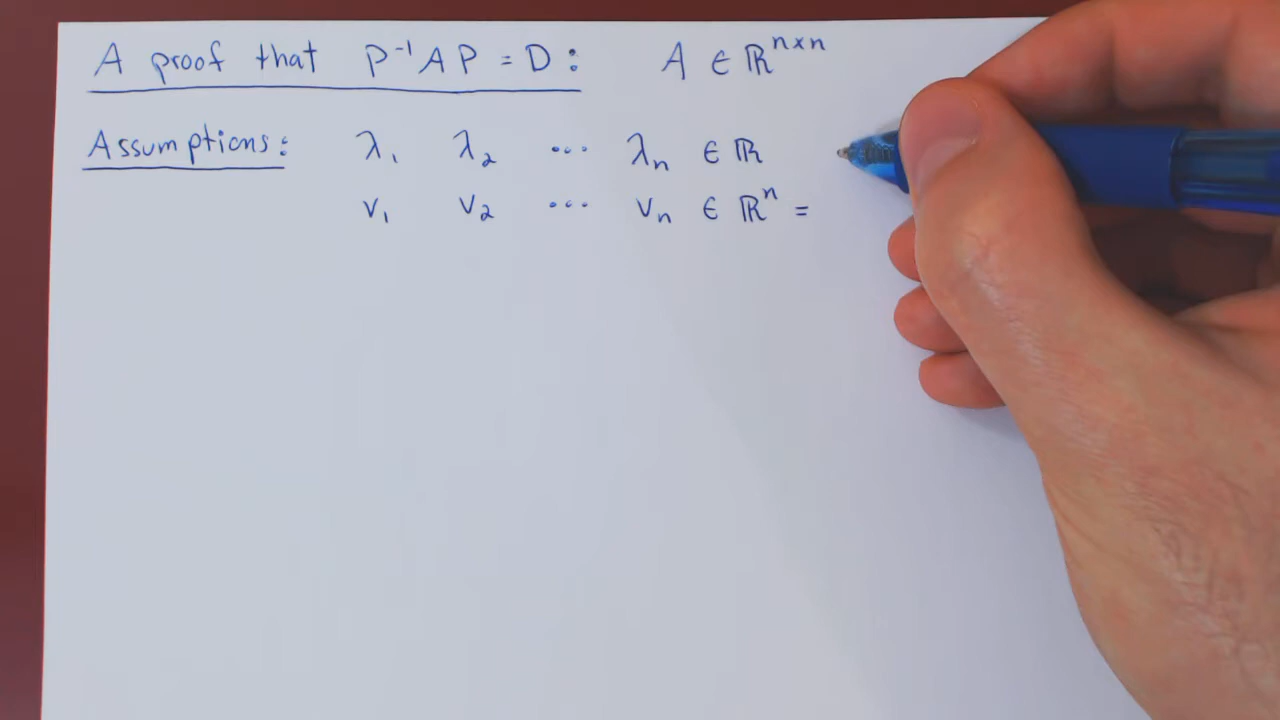 A proof that P⁻¹AP = D: A ∈ ℝⁿˣⁿ
Assumptions: λ₁ λ₂ ... λₙ ∈ ℝ
v₁ v₂ ... vₙ ∈ ℝⁿ =